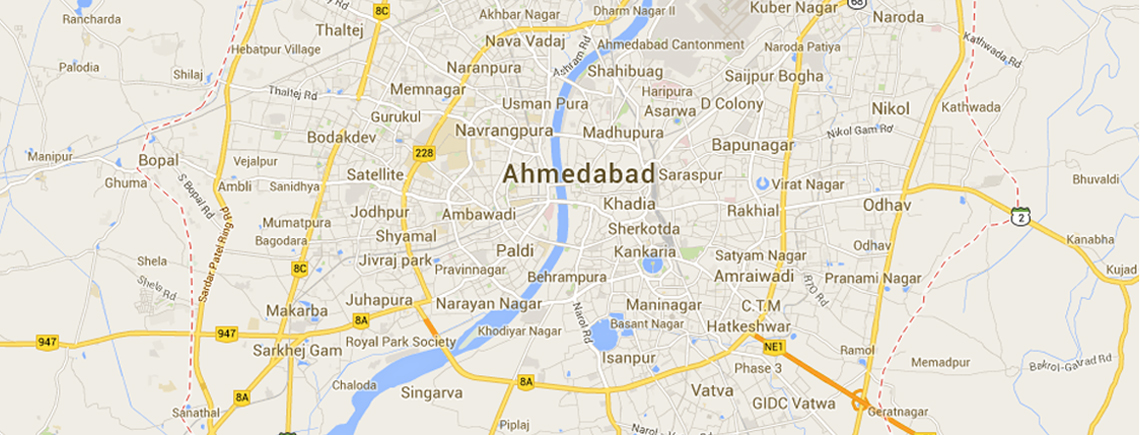 Rancharda
8C
Akhbar Nagar
Dharm Nagar II
Kuber Nagar
68
Naroda
Thaltej
Hebatpur Village
Nava Vadaj
Ashram Rd
Ahmedabad Cantonment
Naroda Patiya
Kathwada Rd
Palodia
Shilaj
Naranpura
Shahibuag
Saijpur Bogha
Thaltej Rd
Memnagar
Haripura
Usman Pura
Asarwa
D Colony
Nikol
Kathwada
Gurukul
Bodakdev
Navrangpura
Madhupura
Nikol Gam Rd
Bapunagar
Manipur
Bopal
Vejalpur
228
Satellite
Ahmedabad
Saraspur
Bhuvaldi
Ghuma
S Bopal Rd
Ambli
Sanidhya
Virat Nagar
Odhav
Jodhpur
Ambawadi
Khadia
Rakhial
2
Mumatpura
Sherkotda
Bagodara
Shyamal
Paldi
Kankaria
Satyam Nagar
Odhav
Kanabha
Sardar Patel Ring Rd
Shela
Jivraj park
Pravinnagar
Behrampura
Amraiwadi
Pranami Nagar
Kujad
8C
Shela Rd
Juhapura
Narayan Nagar
Narol Rd
Maninagar
C.T.M
Makarba
8A
Khodiyar Nagar
Basant Nagar
Hatkeshwar
947
947
Royal Park Society
Sarkhej Gam
Isanpur
NE1
Ramol
Memadpur
Phase 3
Chaloda
8A
Singarva
8A
Vatva
GIDC Vatwa
Geratnagar
Sanathal
Piplaj